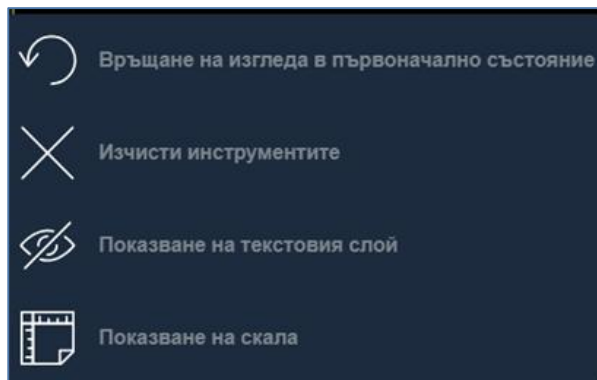 Връщане на изгледа в първоначално състояние
Изчисти инструментите
Показване на текстовия слой
Показване на скала